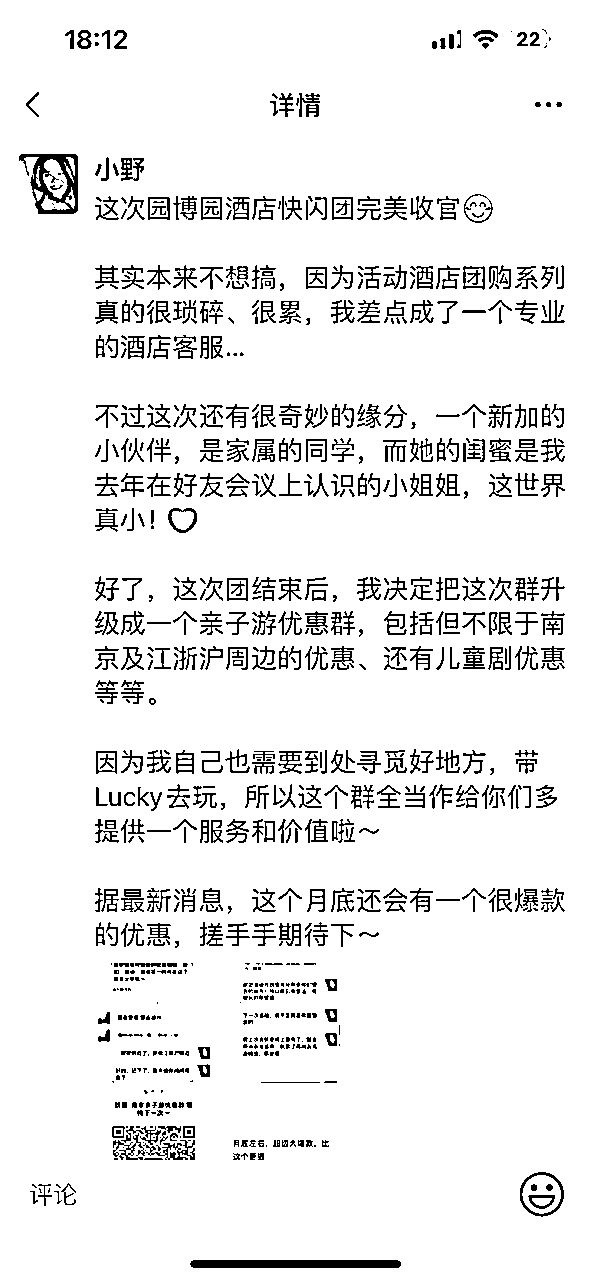 18:12
22
详情
小野
这次园博园酒店快闪团完美收官😊
其实本来不想搞，因为活动酒店团购系列
真的很琐碎、很累，我差点成了一个专业
的酒店客服...
不过这次还有很奇妙的缘分，一个新加的
小伙伴，是家属的同学，而她的闺蜜是我
去年在好友会议上认识的小姐姐，这世界
真小！♡
好了，这次团结束后，我决定把这次群升
级成一个亲子游优惠群，包括但不限于南
京及江浙沪周边的优惠、还有儿童剧优惠
等等。
因为我自己也需要到处寻觅好地方，带
Lucky去玩，所以这个群全当作给你们多
提供一个服务和价值啦～
据最新消息，这个月底还会有一个很爆款
的优惠，搓手手期待下～
月底左右，超级大爆款。比
评论